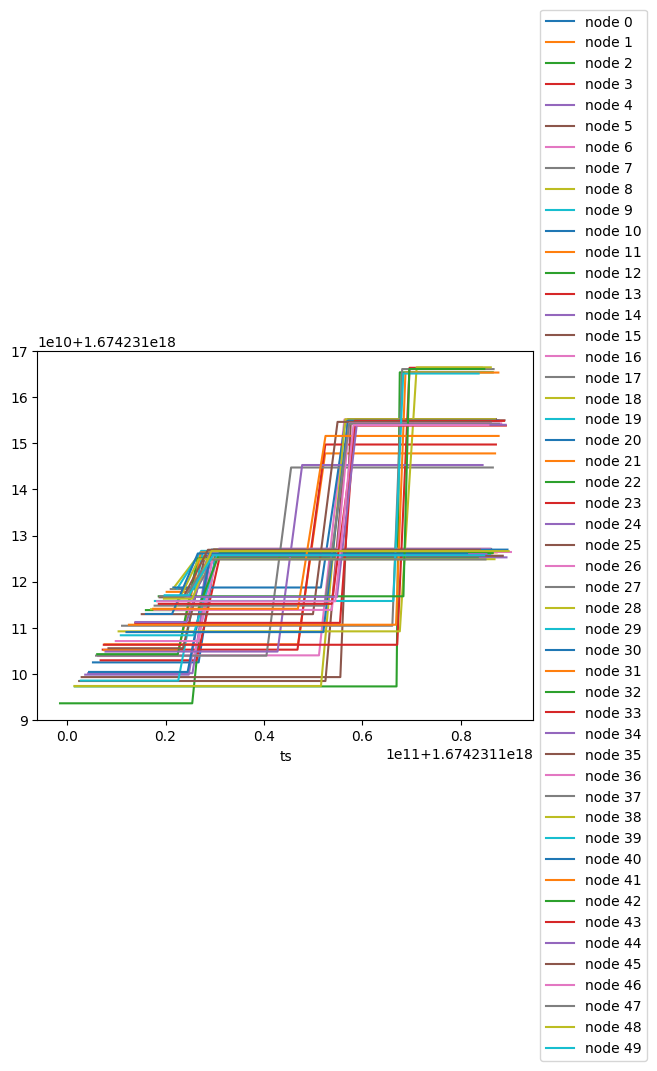 1e10+1.674231e18
17
16
15
14
13
12
11
10
9
0.0 0.2 0.4 0.6 0.8
ts
1e11+1.6742311e18
node 0
node 1
node 2
node 3
node 4
node 5
node 6
node 7
node 8
node 9
node 10
node 11
node 12
node 13
node 14
node 15
node 16
node 17
node 18
node 19
node 20
node 21
node 22
node 23
node 24
node 25
node 26
node 27
node 28
node 29
node 30
node 31
node 32
node 33
node 34
node 35
node 36
node 37
node 38
node 39
node 40
node 41
node 42
node 43
node 44
node 45
node 46
node 47
node 48
node 49